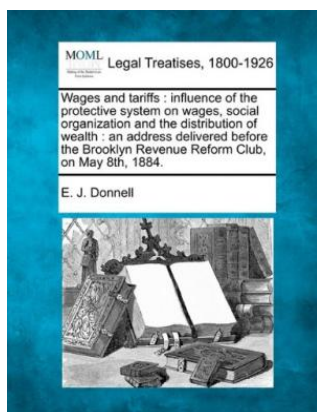 MOML
Legal Treatises, 1800-1926
Wages and tariffs : influence of the
protective system on wages, social
organization and the distribution of
wealth : an address delivered before
the Brooklyn Revenue Reform Club,
on May 8th, 1884.
E. J. Donnell